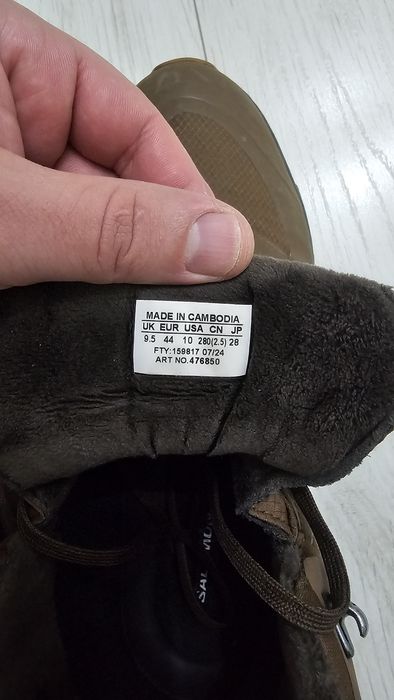 MADE IN CAMBODIA
UK EUR USA CN JP
9.5 44 10 280(2.5) 28
FTY:159817 07/24
ART NO.476850